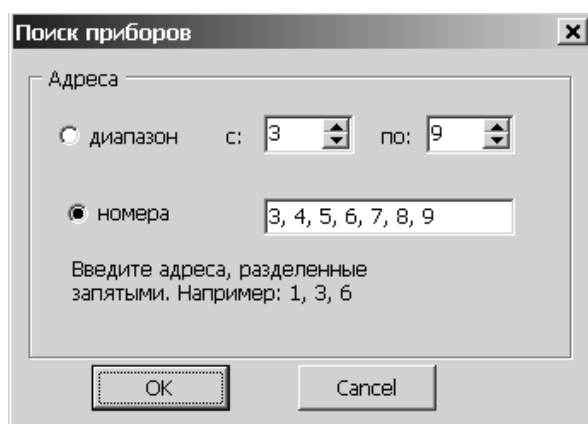 Поиск приборов
Адреса
диапазон с: 3 по: 9
номера 3, 4, 5, 6, 7, 8, 9
Введите адреса, разделенные
запятыми. Например: 1, 3, 6
OK Cancel